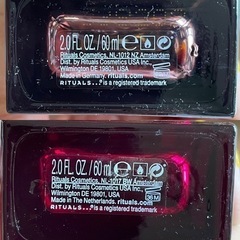 2.0 FL. OZ. / 60 ml
Rituals Cosmetics, NL-1012 NZ Amsterdam
Dist. by Rituals Cosmetics USA Inc.
Wilmington DE 19801, USA
Made in Germany, rituals.com
RITUALS... is a registered trademark
2.0 FL. OZ. / 60 ml
Rituals Cosmetics, NL-1017 BW Amsterdam
Dist. by Rituals Cosmetics USA Inc.
Wilmington DE 19801, USA
Made in The Netherlands. rituals.com
RITUALS... is a registered trademark
36 M